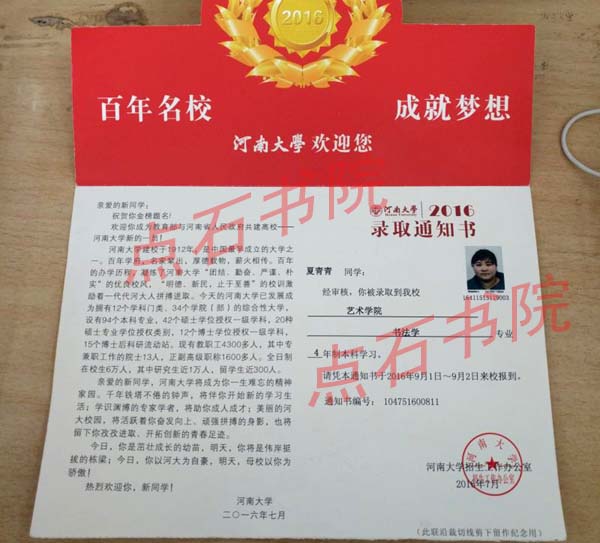 2016
百年名校 成就梦想
河南大學 欢迎您
亲爱的新同学：
祝贺你金榜题名！
欢迎你成为教育部与河南省人民政府共建高校——
河南大学新的一员！
河南大学建校于1912年，是中国最早成立的大学之
一。百年学府，名家荟出，厚德载物，薪火相传。百年
的办学历程，凝练了河大“团结、勤奋、严谨、朴
实”的优良校风，“明德、新民，止于至善”的校训激
励着一代代河大人拼搏进取。今天的河南大学已发展成
为拥有12个学科门类、34个学院（部）的综合性大学，
设有94个本科专业，42个硕士学位授权一级学科，20种
硕士专业学位授权类别，12个博士学位授权一级学科，
15个博士后科研流动站。现有教职工4300多人，其中专
兼职工作的院士13人，正副高级职称1600多人。全日制
在校生6万人，其中研究生近1万人，留学生近300人。
亲爱的新同学，河南大学将成为你一生难忘的精神
家园。千年铁塔不倦的钟声，将伴你开始新的学习生
活；学识渊博的专家学者，将助你成人成才；美丽的河
大校园，将活跃着你奋发向上、顽强拼搏的身影，也将
留下你孜孜进取、开拓创新的青春足迹。
今日，你是茁壮成长的幼苗，明天，你将是伟岸挺
拔的栋梁；今日，你以河大为自豪，明天，母校以你为
骄傲！
热烈欢迎你，新同学！
河南大学
二〇一六年七月
河南大學 2016
录取通知书
夏青青 同学：
经审核，你被录取到我校
艺术学院
书法学 专业
4 年制本科学习。
请凭本通知书于2016年9月1日～9月2日来校报到。
通知书编号：104751600811
16411515129003
河南大学招生工作办公室
2016年7月
河南大学
招生工作办公室
（此联沿裁切线剪下留作纪念用）
点石书院
点石书院